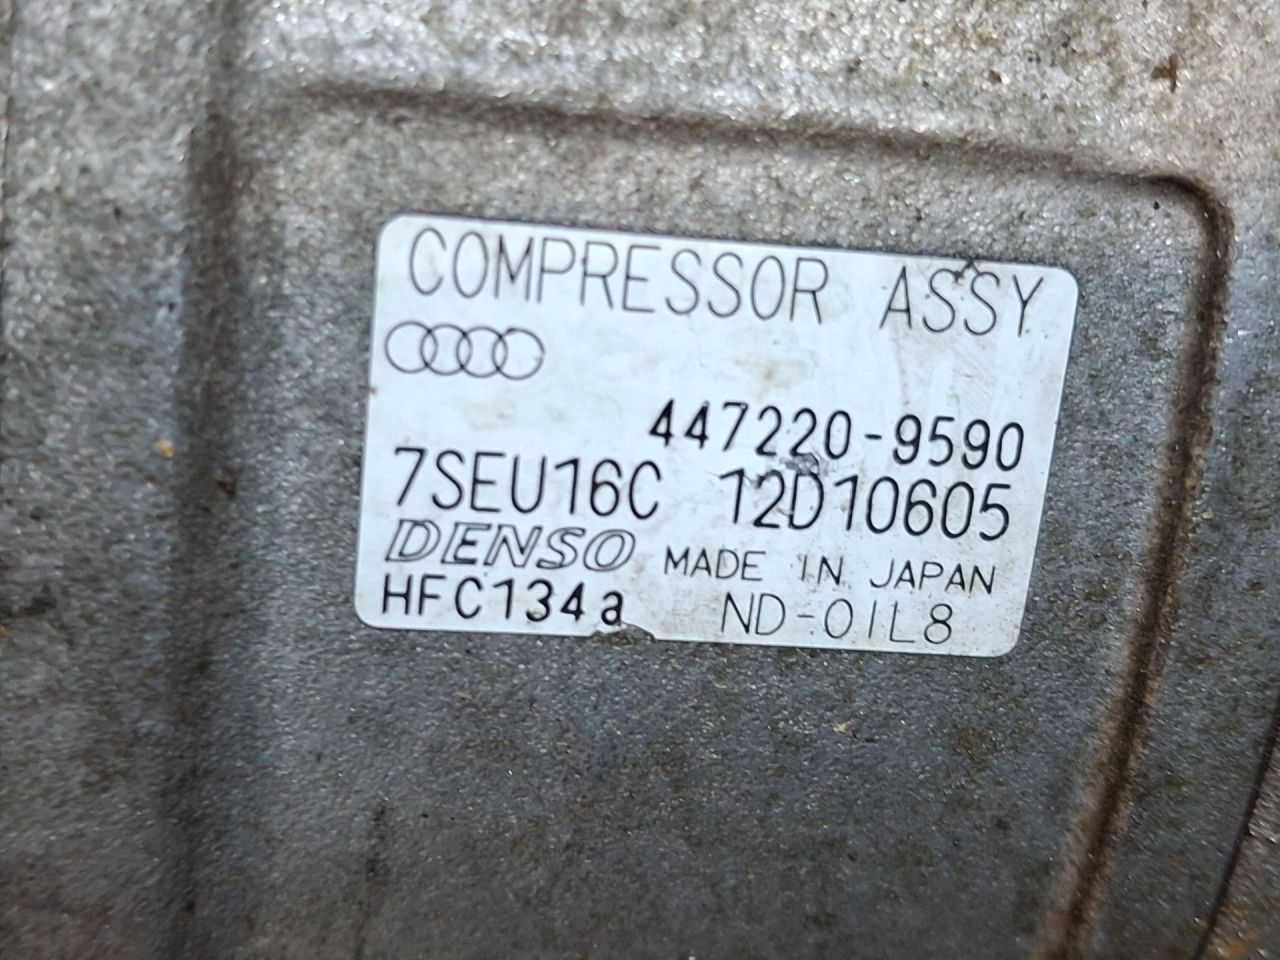 COMPRESSOR ASSY
447220-9590
7SEU16C 12D10605
DENSO MADE IN JAPAN
HFC134a ND-OIL8